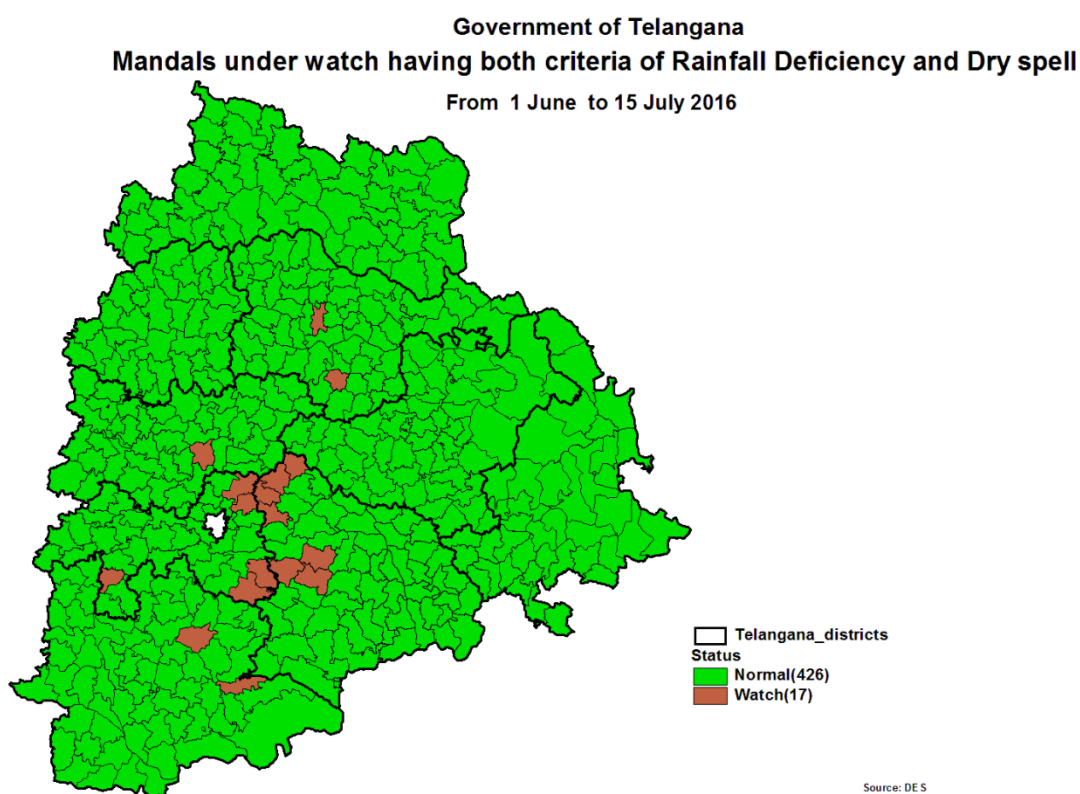 Government of Telangana
Mandals under watch having both criteria of Rainfall Deficiency and Dry spell
From 1 June to 15 July 2016
Telangana_districts
Status
Normal(426)
Watch(17)
Source: DES